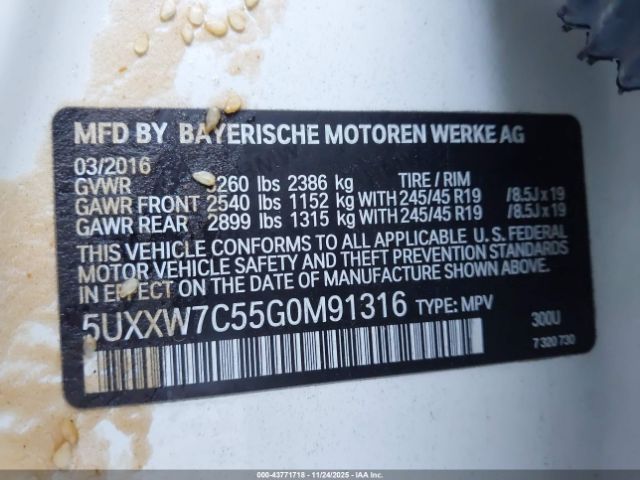 MFD BY BAYERISCHE MOTOREN WERKE AG
03/2016
GVWR 260 lbs 2386 kg TIRE / RIM
GAWR FRONT 2540 lbs 1152 kg WITH 245/45 R19 /8.5J x 19
GAWR REAR 2899 lbs 1315 kg WITH 245/45 R19 /8.5J x 19
THIS VEHICLE CONFORMS TO ALL APPLICABLE U. S. FEDERAL
MOTOR VEHICLE SAFETY AND THEFT PREVENTION STANDARDS
IN EFFECT ON THE DATE OF MANUFACTURE SHOWN ABOVE.
5UXXW7C55G0M91316 TYPE: MPV
300U
7 320 730
000-43771718 - 11/24/2025 - IAAI